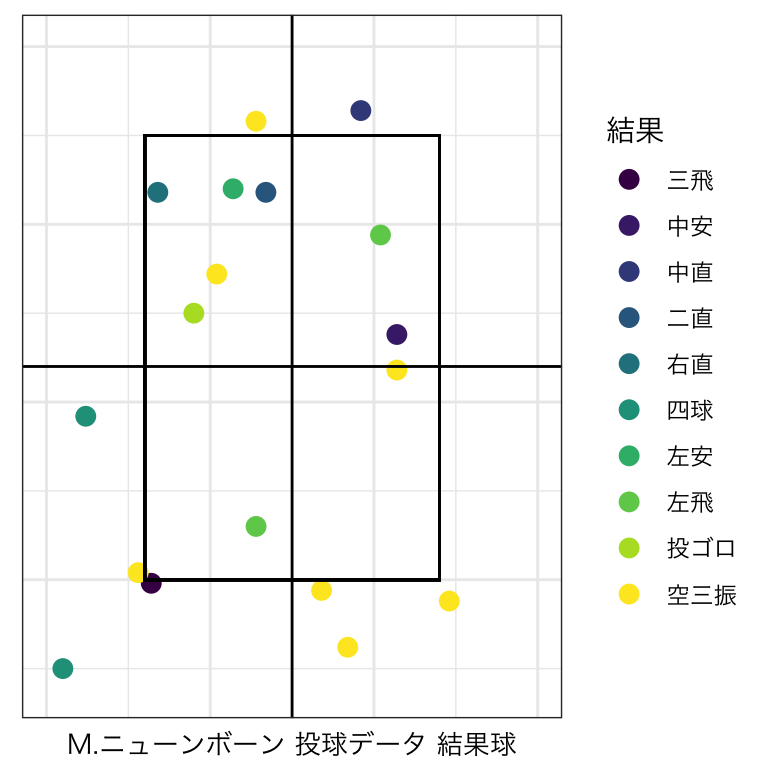 結果
三飛
中安
中直
二直
右直
四球
左安
左飛
投ゴロ
空三振
M.ニューンボーン 投球データ 結果球